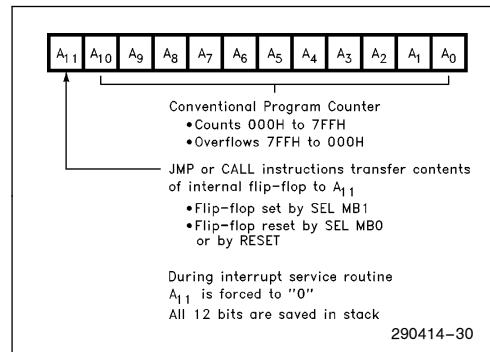 A11 A10 A9 A8 A7 A6 A5 A4 A3 A2 A1 A0
Conventional Program Counter
•Counts 000H to 7FFH
•Overflows 7FFH to 000H
JMP or CALL instructions transfer contents
of internal flip-flop to A11
•Flip-flop set by SEL MB1
•Flip-flop reset by SEL MB0
or by RESET
During interrupt service routine
A11 is forced to "0"
All 12 bits are saved in stack
290414-30